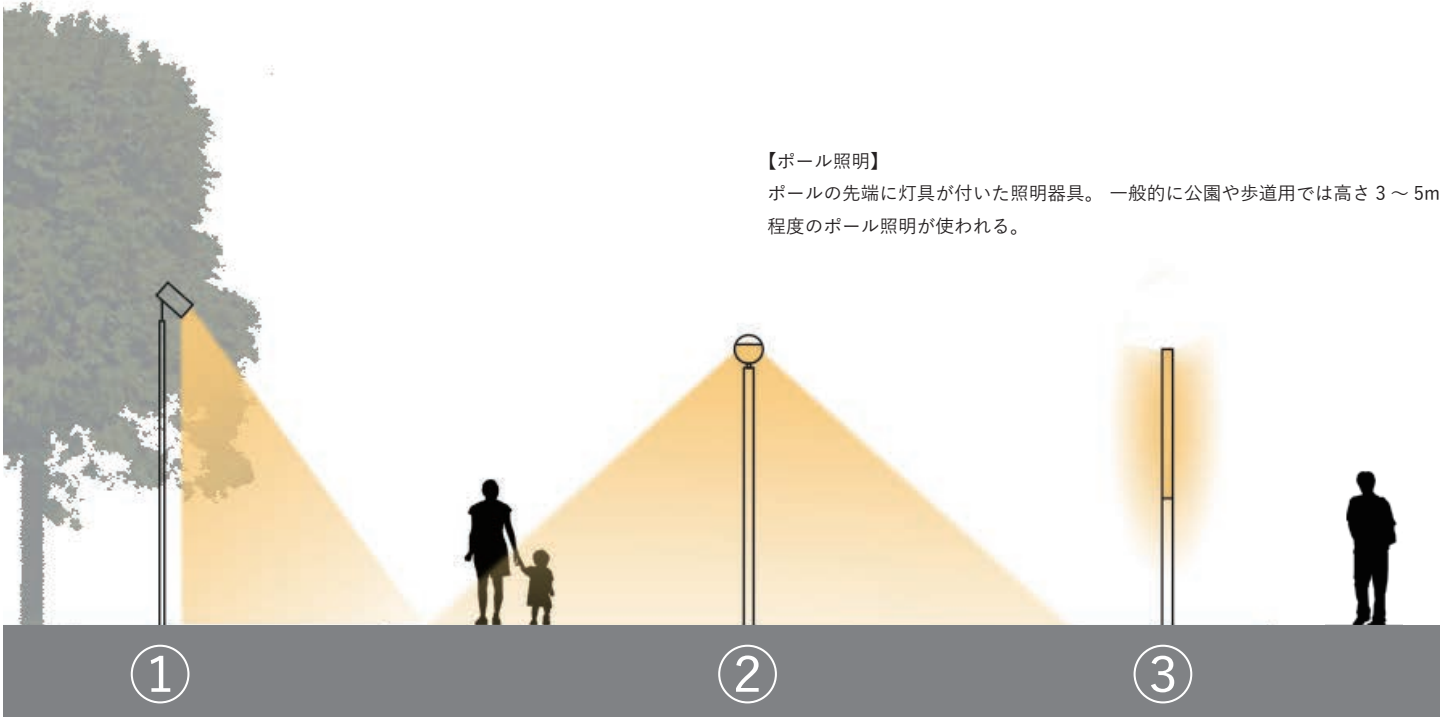 【ポール照明】
ポールの先端に灯具が付いた照明器具。 一般的に公園や歩道用では高さ 3 〜 5m
程度のポール照明が使われる。
① ② ③